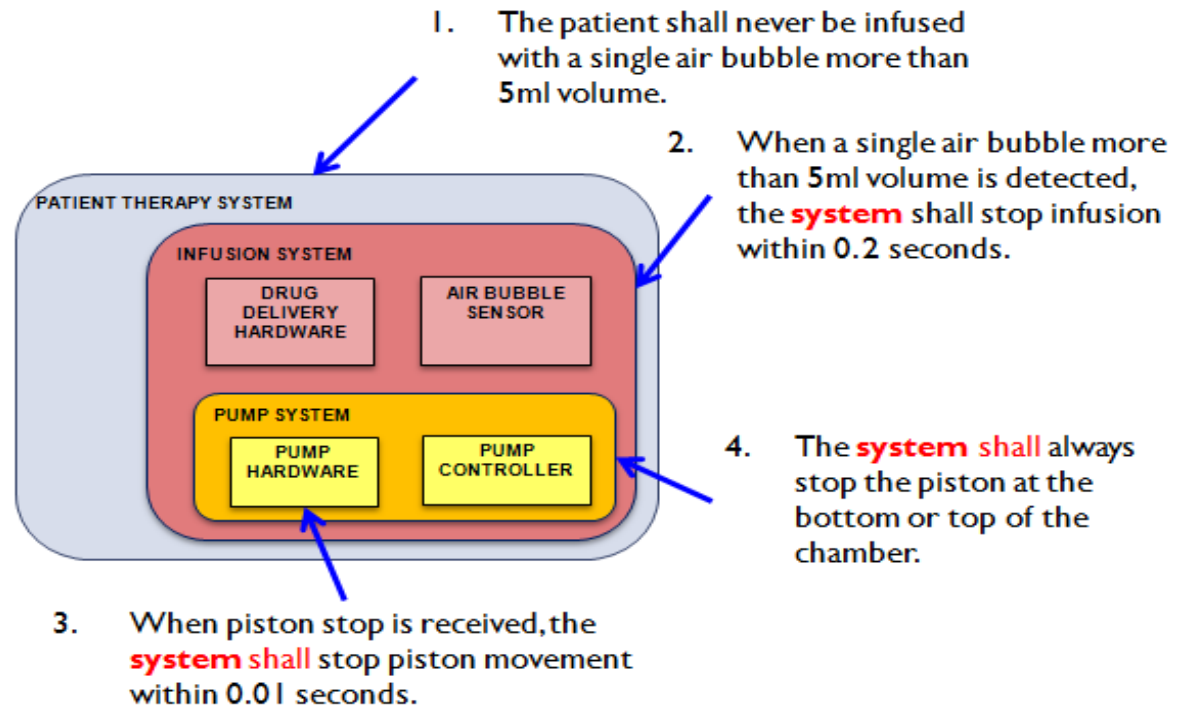 1. The patient shall never be infused
with a single air bubble more than
5ml volume.
2. When a single air bubble more
than 5ml volume is detected,
the system shall stop infusion
within 0.2 seconds.
PATIENT THERAPY SYSTEM
INFUSION SYSTEM
DRUG
DELIVERY
HARDWARE
AIR BUBBLE
SENSOR
PUMP SYSTEM
PUMP
HARDWARE
PUMP
CONTROLLER
4. The system shall always
stop the piston at the
bottom or top of the
chamber.
3. When piston stop is received, the
system shall stop piston movement
within 0.01 seconds.